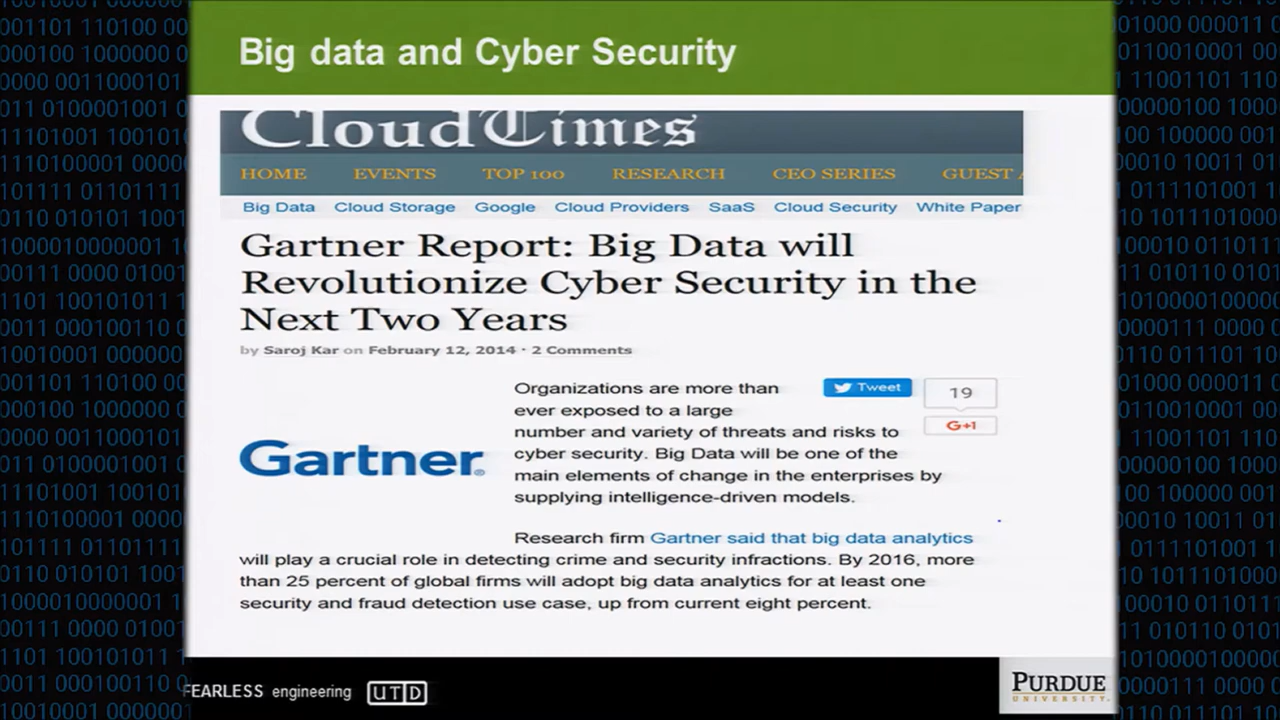 Big data and Cyber Security
CloudTimes
HOME EVENTS TOP 100 RESEARCH CEO SERIES GUEST A
Big Data Cloud Storage Google Cloud Providers SaaS Cloud Security White Paper
Gartner Report: Big Data will
Revolutionize Cyber Security in the
Next Two Years
by Saroj Kar on February 12, 2014 · 2 Comments
Organizations are more than
Tweet
19
ever exposed to a large
number and variety of threats and risks to
G+1
cyber security. Big Data will be one of the
Gartner®
main elements of change in the enterprises by
supplying intelligence-driven models.
Research firm Gartner said that big data analytics
will play a crucial role in detecting crime and security infractions. By 2016, more
than 25 percent of global firms will adopt big data analytics for at least one
security and fraud detection use case, up from current eight percent.
FEARLESS engineering UTD
PURDUE
UNIVERSITY